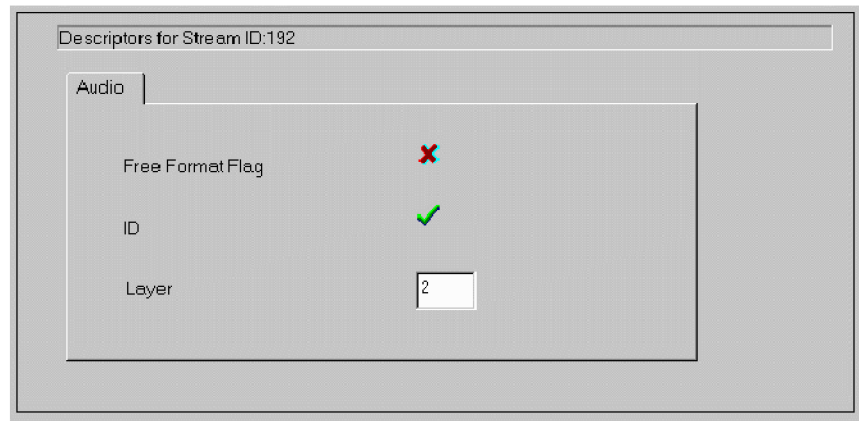 Descriptors for Stream ID:192
Audio
Free Format Flag
ID
Layer
2